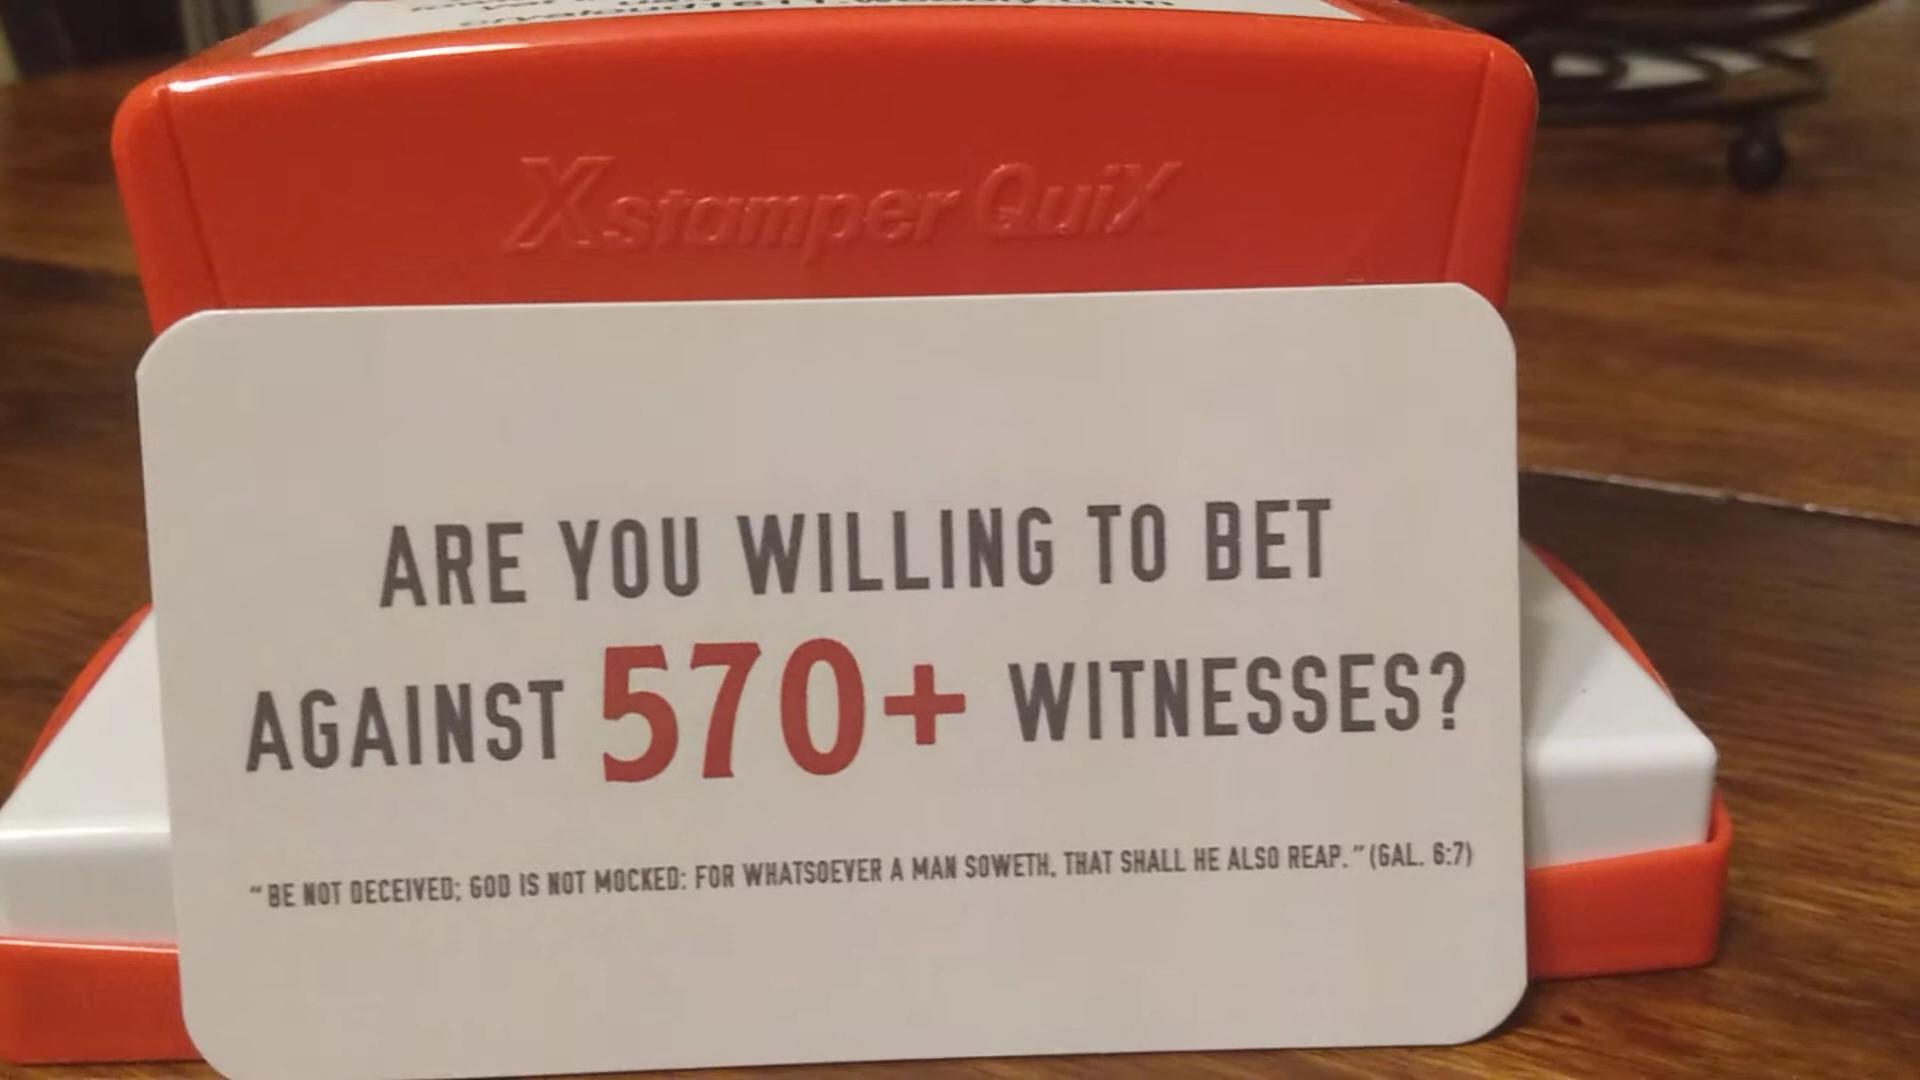 Xstamper QuiX
ARE YOU WILLING TO BET
AGAINST 570+ WITNESSES?
"BE NOT DECEIVED; GOD IS NOT MOCKED: FOR WHATSOEVER A MAN SOWETH, THAT SHALL HE ALSO REAP." (GAL. 6:7)